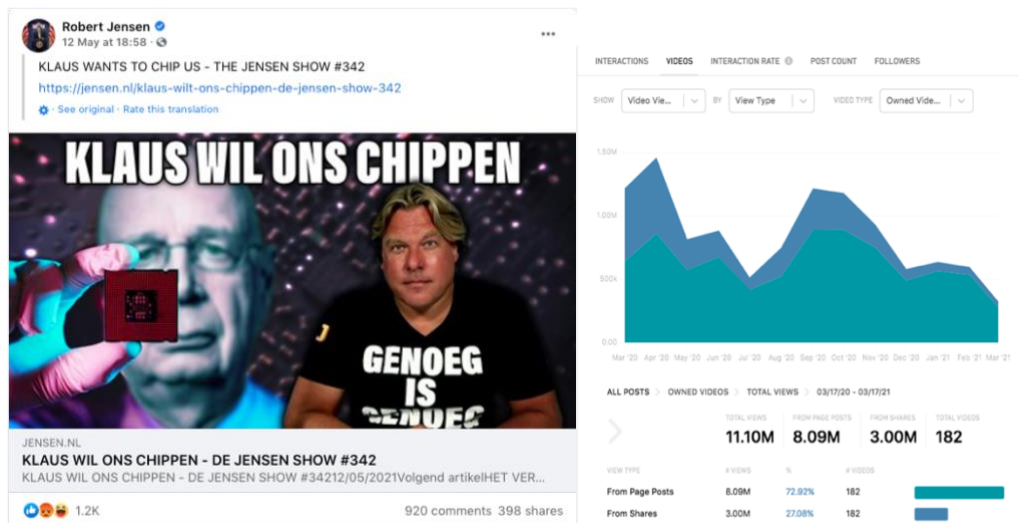 Robert Jensen
12 May at 18:58 ·
KLAUS WANTS TO CHIP US - THE JENSEN SHOW #342
https://jensen.nl/klaus-wilt-ons-chippen-de-jensen-show-342
· See original · Rate this translation
KLAUS WIL ONS CHIPPEN
J
GENOEG
IS
GENOEG
JENSEN.NL
KLAUS WIL ONS CHIPPEN - DE JENSEN SHOW #342
KLAUS WIL ONS CHIPPEN - DE JENSEN SHOW #34212/05/2021Volgend artikelHET VER...
1.2K
920 comments 398 shares
INTERACTIONS VIDEOS INTERACTION RATE POST COUNT FOLLOWERS
SHOW Video Vie... BY View Type VIDEO TYPE Owned Vide...
1.50M
1.00M
500k
0.00
Mar '20 Apr '20 May '20 Jun '20 Jul '20 Aug '20 Sep '20 Oct '20 Nov '20 Dec '20 Jan '21 Feb '21 Mar '21
ALL POSTS OWNED VIDEOS TOTAL VIEWS 03/17/20 - 03/17/21
TOTAL VIEWS FROM PAGE POSTS FROM SHARES TOTAL VIDEOS
11.10M 8.09M 3.00M 182
VIEW TYPE # VIEWS % # VIDEOS
From Page Posts 8.09M 72.92% 182
From Shares 3.00M 27.08% 182